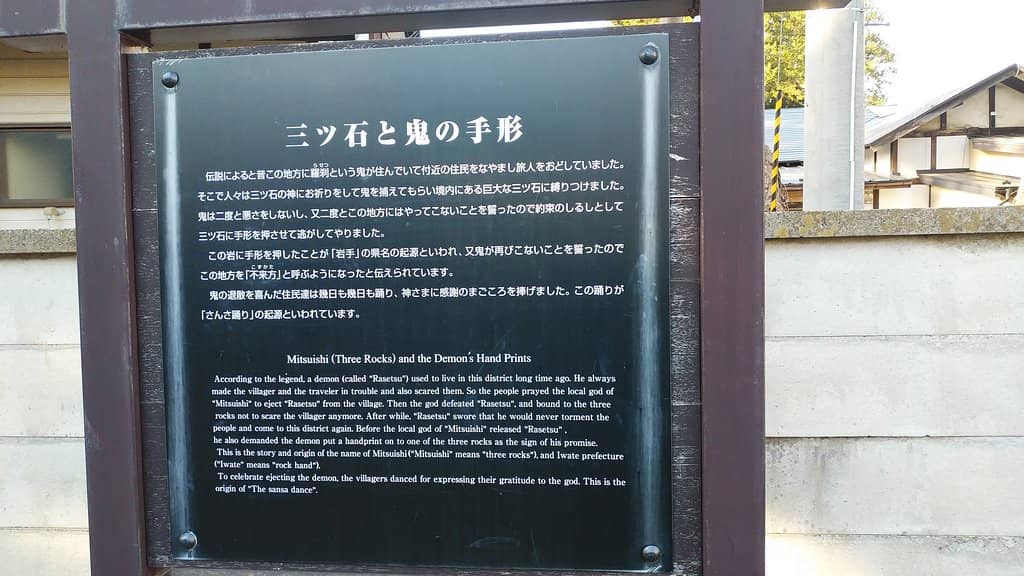 三ツ石と鬼の手形
伝説によると昔この地方に羅刹という鬼が住んでいて付近の住民をなやまし旅人をおどしていました。
らせつ
そこで人々は三ツ石の神にお祈りをして鬼を捕えてもらい境内にある巨大な三ツ石に縛りつけました。
鬼は二度と悪さをしないし、又二度とこの地方にはやってこないことを誓ったので約束のしるしとして
三ツ石に手形を押させて逃がしてやりました。
この岩に手形を押したことが「岩手」の県名の起源といわれ、又鬼が再びこないことを誓ったので
この地方を「不来方」と呼ぶようになったと伝えられています。
こずかた
鬼の退散を喜んだ住民達は幾日も幾日も踊り、神さまに感謝のまごころを捧げました。この踊りが
「さんさ踊り」の起源といわれています。
Mitsuishi (Three Rocks) and the Demon's Hand Prints
According to the legend, a demon (called "Rasetsu") used to live in this district long time ago. He always
made the villager and the traveler in trouble and also scared them. So the people prayed the local god of
"Mitsuishi" to eject "Rasetsu" from the village. Then the god defeated "Rasetsu", and bound to the three
rocks not to scare the villager anymore. After while, "Rasetsu" swore that he would never torment the
people and come to this district again. Before the local god of "Mitsuishi" released "Rasetsu" ,
he also demanded the demon put a handprint on to one of the three rocks as the sign of his promise.
This is the story and origin of the name of Mitsuishi ("Mitsuishi" means "three rocks"), and Iwate prefecture
("Iwate" means "rock hand").
To celebrate ejecting the demon, the villagers danced for expressing their gratitude to the god. This is the
origin of "The sansa dance".